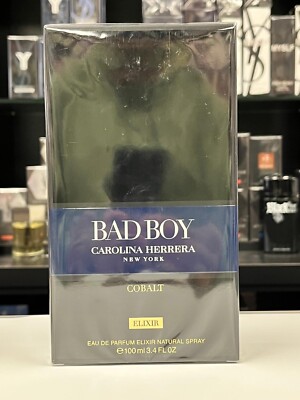 BAD BOY
CAROLINA HERRERA
NEW YORK
COBALT
ELIXIR
EAU DE PARFUM ELIXIR NATURAL SPRAY
℮100ml 3.4 FL OZ